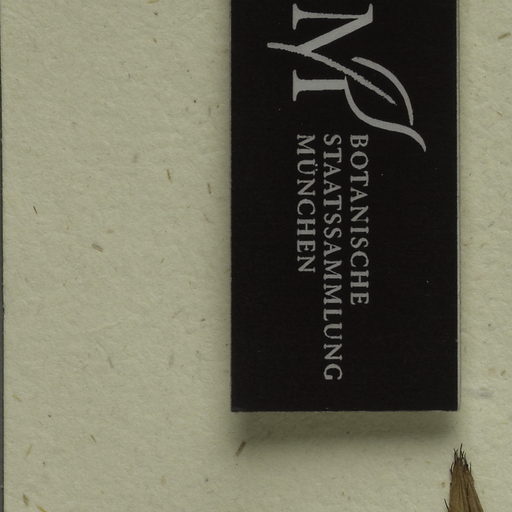 M
BOTANISCHE
STAATSSAMMLUNG
MÜNCHEN